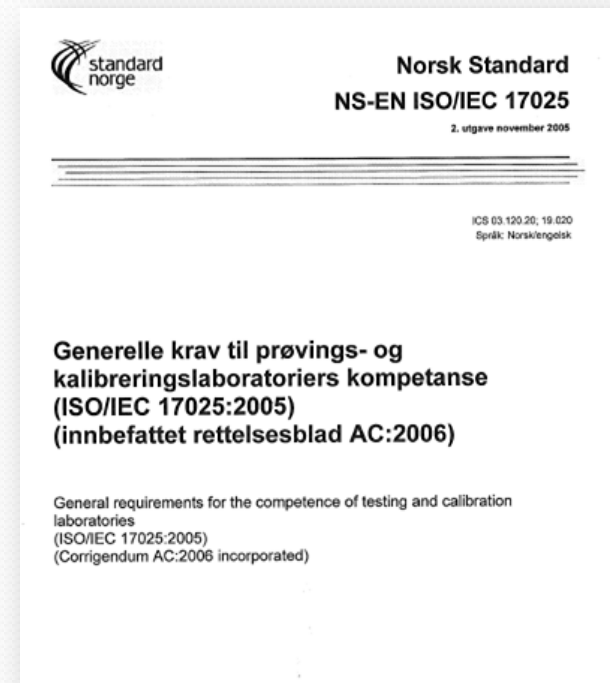 standard
norge
Norsk Standard
NS-EN ISO/IEC 17025
2. utgave november 2005
ICS 03.120.20; 19.020
Språk: Norsk/engelsk
Generelle krav til prøvings- og
kalibreringslaboratoriers kompetanse
(ISO/IEC 17025:2005)
(innbefattet rettelsesblad AC:2006)
General requirements for the competence of testing and calibration
laboratories
(ISO/IEC 17025:2005)
(Corrigendum AC:2006 incorporated)